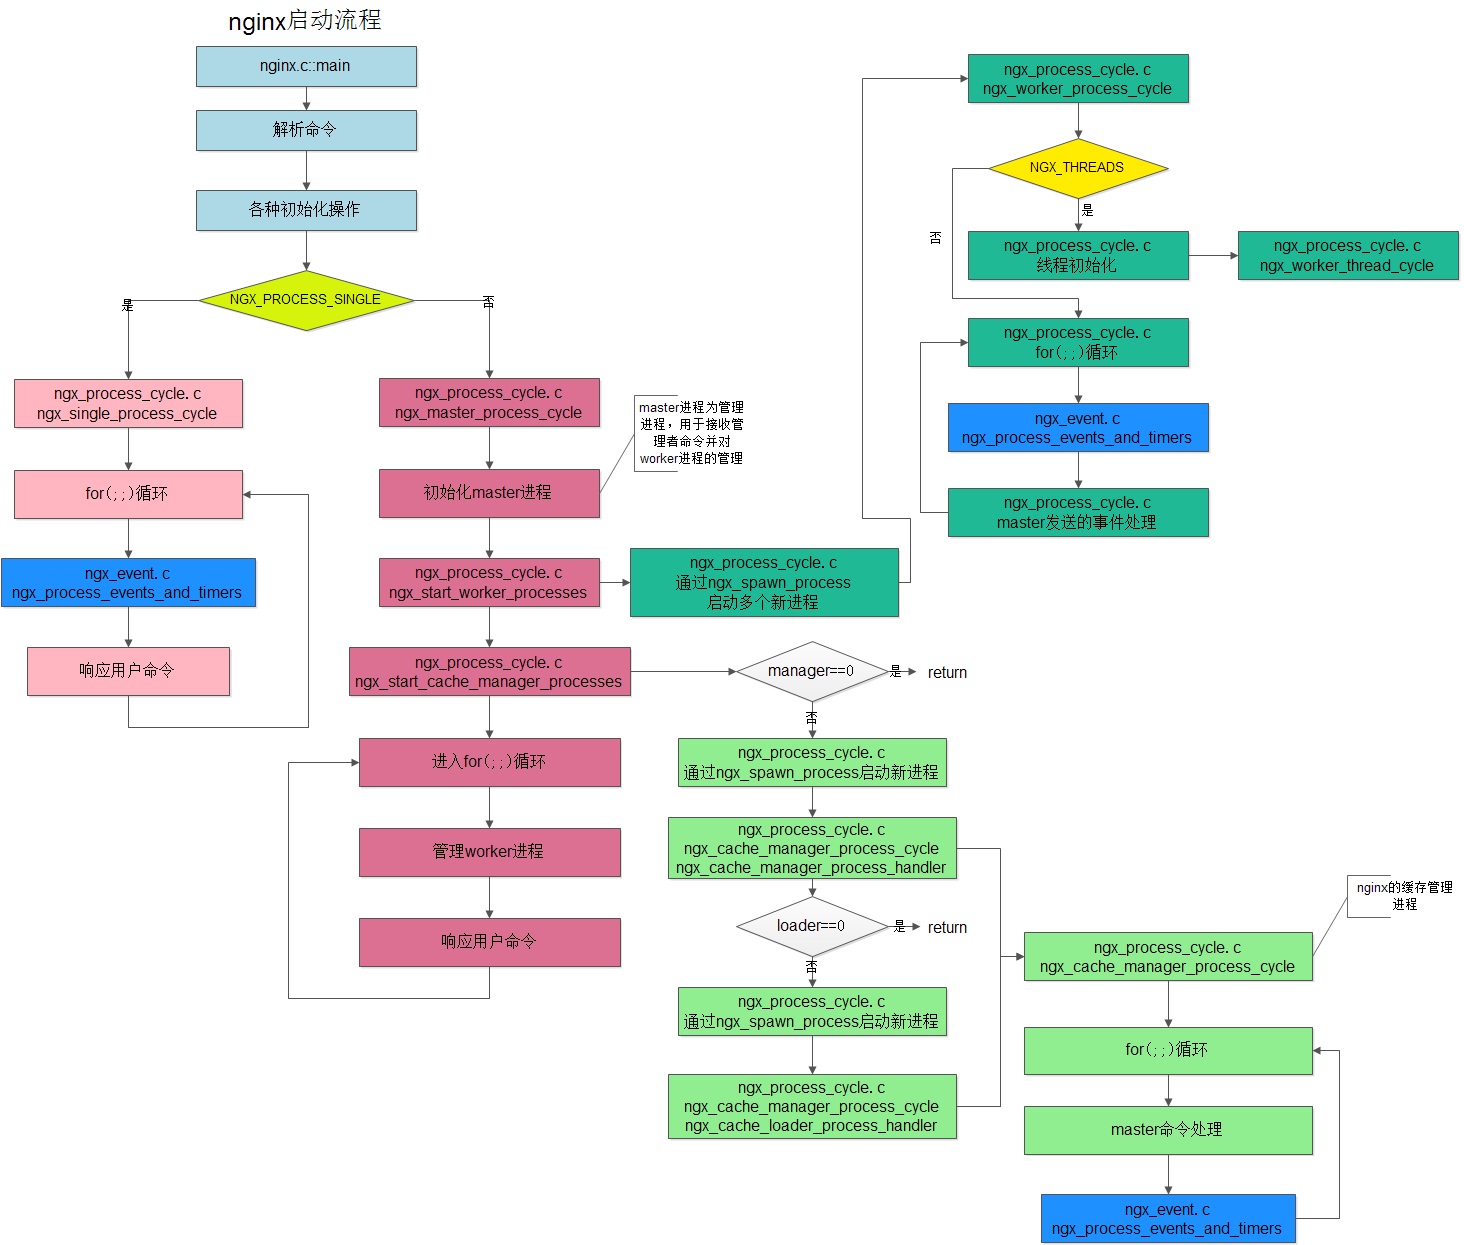 nginx启动流程
nginx.c::main
解析命令
各种初始化操作
NGX_PROCESS_SINGLE
是
否
ngx_process_cycle.c
ngx_single_process_cycle
for(;;)循环
ngx_event.c
ngx_process_events_and_timers
响应用户命令
ngx_process_cycle.c
ngx_master_process_cycle
初始化master进程
master进程为管理
进程，用于接收管
理者命令并对
worker进程的管理
ngx_process_cycle.c
ngx_start_worker_processes
ngx_process_cycle.c
通过ngx_spawn_process
启动多个新进程
ngx_process_cycle.c
ngx_start_cache_manager_processes
进入for(;;)循环
管理worker进程
响应用户命令
ngx_process_cycle.c
ngx_worker_process_cycle
NGX_THREADS
是
否
ngx_process_cycle.c
线程初始化
ngx_process_cycle.c
ngx_worker_thread_cycle
ngx_process_cycle.c
for(;;)循环
ngx_event.c
ngx_process_events_and_timers
ngx_process_cycle.c
master发送的事件处理
manager==0
是
return
否
ngx_process_cycle.c
通过ngx_spawn_process启动新进程
ngx_process_cycle.c
ngx_cache_manager_process_cycle
ngx_cache_manager_process_handler
loader==0
是
return
否
ngx_process_cycle.c
通过ngx_spawn_process启动新进程
ngx_process_cycle.c
ngx_cache_manager_process_cycle
ngx_cache_loader_process_handler
nginx的缓存管理
进程
ngx_process_cycle.c
ngx_cache_manager_process_cycle
for(;;)循环
master命令处理
ngx_event.c
ngx_process_events_and_timers